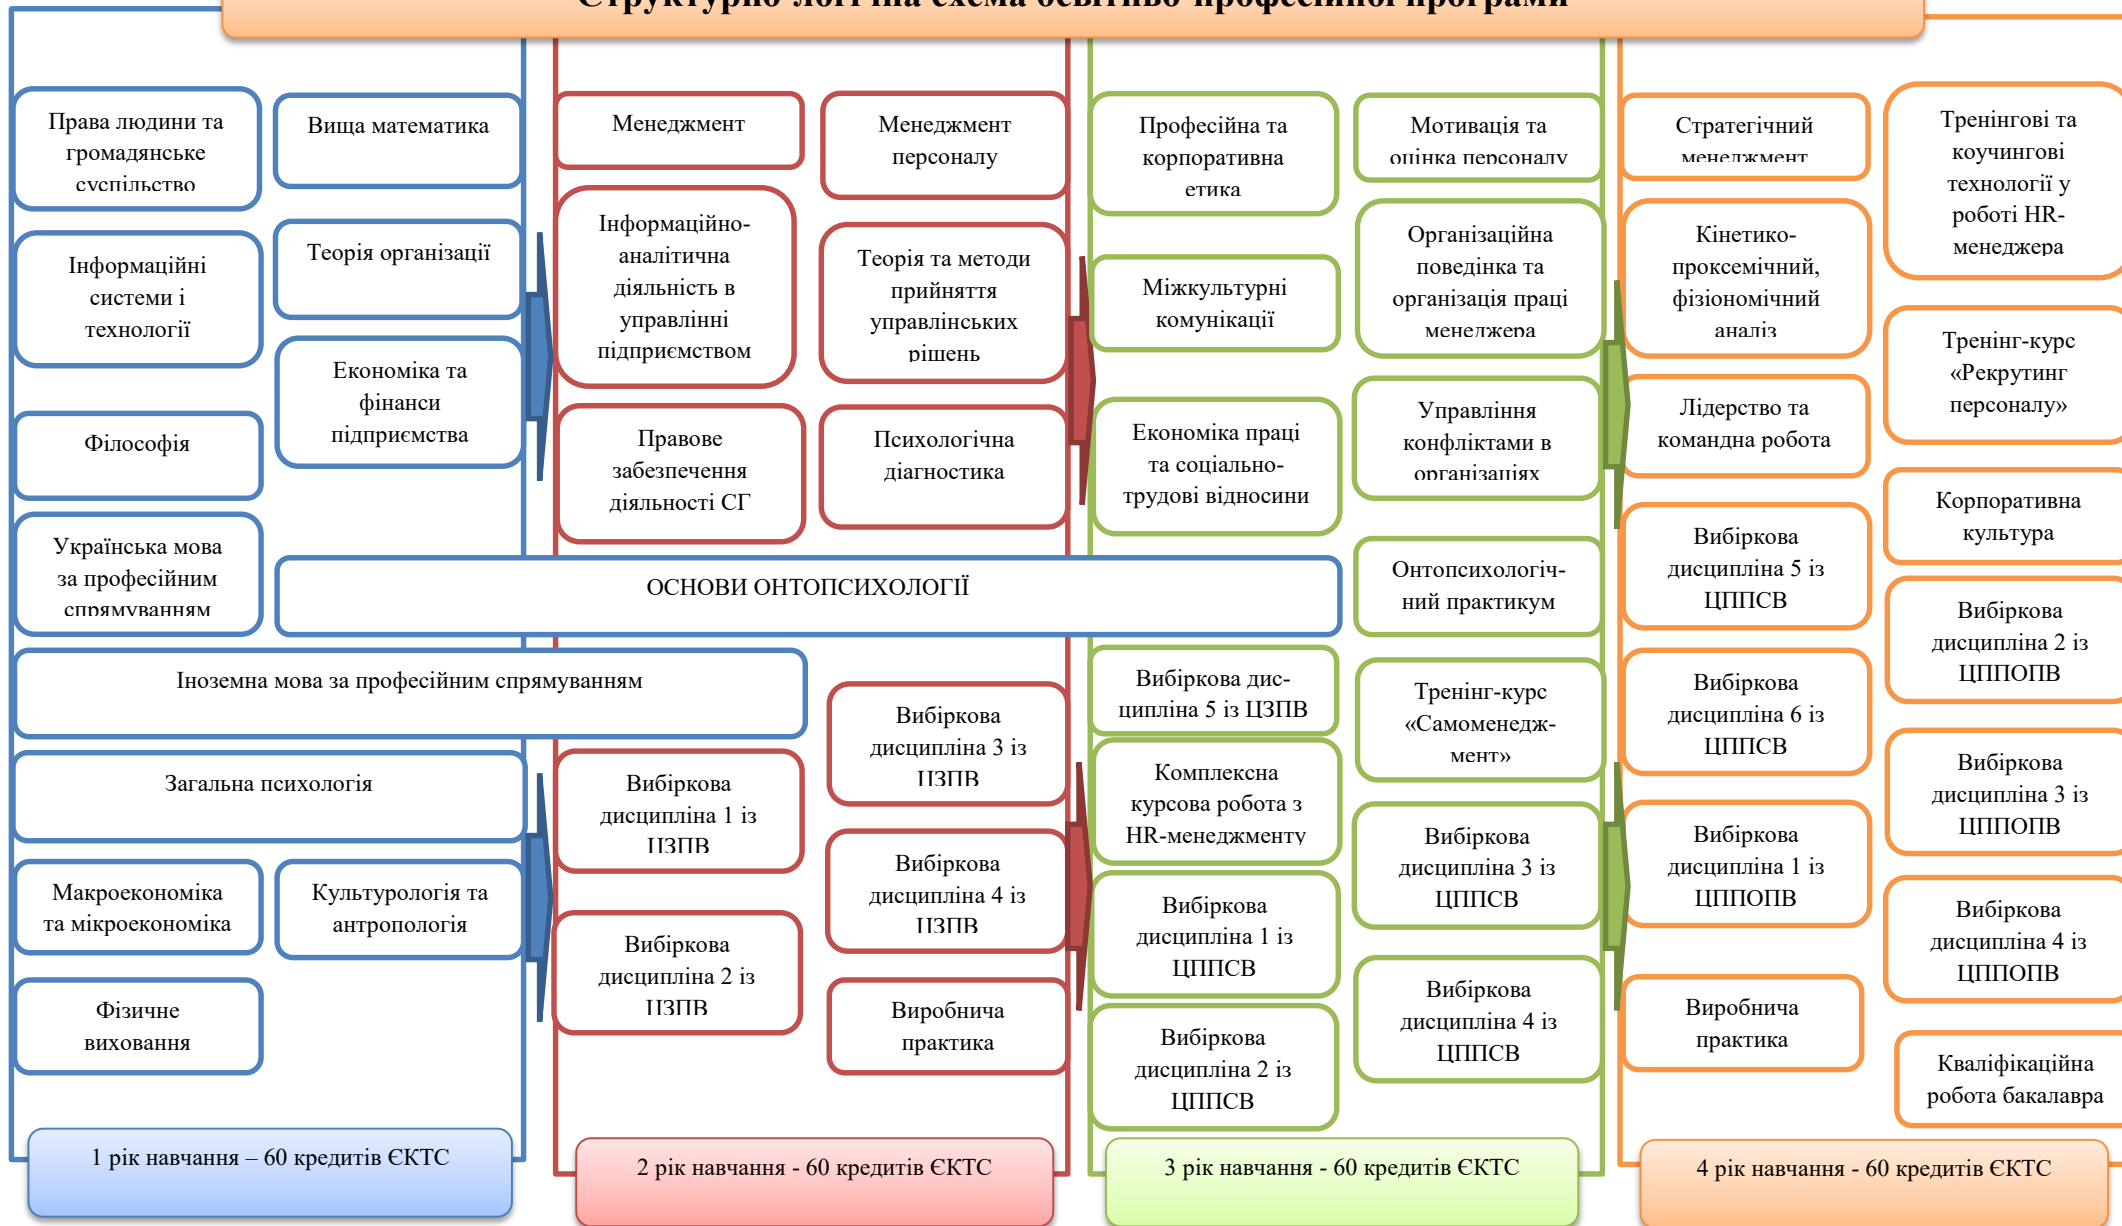 Структурно-логічна схема освітньо-професійної програми
Права людини та
громадянське
суспільство
Вища математика
Інформаційні
системи і
технології
Теорія організації
Економіка та
фінанси
підприємства
Філософія
Українська мова
за професійним
спрямуванням
ОСНОВИ ОНТОПСИХОЛОГІЇ
Іноземна мова за професійним спрямуванням
Загальна психологія
Макроекономіка
та мікроекономіка
Культурологія та
антропологія
Фізичне
виховання
1 рік навчання – 60 кредитів ЄКТС
Менеджмент
Менеджмент
персоналу
Інформаційно-
аналітична
діяльність в
управлінні
підприємством
Теорія та методи
прийняття
управлінських
рішень
Правове
забезпечення
діяльності СГ
Психологічна
діагностика
Вибіркова
дисципліна 3 із
ЦЗПВ
Вибіркова
дисципліна 1 із
ЦЗПВ
Вибіркова
дисципліна 4 із
ЦЗПВ
Вибіркова
дисципліна 2 із
ЦЗПВ
Виробнича
практика
2 рік навчання - 60 кредитів ЄКТС
Професійна та
корпоративна
етика
Мотивація та
оцінка персоналу
Міжкультурні
комунікації
Організаційна
поведінка та
організація праці
менеджера
Економіка праці
та соціально-
трудові відносини
Управління
конфліктами в
організаціях
Онтопсихологіч-
ний практикум
Вибіркова дис-
ципліна 5 із ЦЗПВ
Тренінг-курс
«Самоменедж-
мент»
Комплексна
курсова робота з
HR-менеджменту
Вибіркова
дисципліна 3 із
ЦППСВ
Вибіркова
дисципліна 1 із
ЦППСВ
Вибіркова
дисципліна 4 із
ЦППСВ
Вибіркова
дисципліна 2 із
ЦППСВ
3 рік навчання - 60 кредитів ЄКТС
Стратегічний
менеджмент
Тренінгові та
коучингові
технології у
роботі HR-
менеджера
Кінетико-
проксемічний,
фізіономічний
аналіз
Тренінг-курс
«Рекрутинг
персоналу»
Лідерство та
командна робота
Корпоративна
культура
Вибіркова
дисципліна 5 із
ЦППСВ
Вибіркова
дисципліна 2 із
ЦППОПВ
Вибіркова
дисципліна 6 із
ЦППСВ
Вибіркова
дисципліна 3 із
ЦППОПВ
Вибіркова
дисципліна 1 із
ЦППОПВ
Вибіркова
дисципліна 4 із
ЦППОПВ
Виробнича
практика
Кваліфікаційна
робота бакалавра
4 рік навчання - 60 кредитів ЄКТС